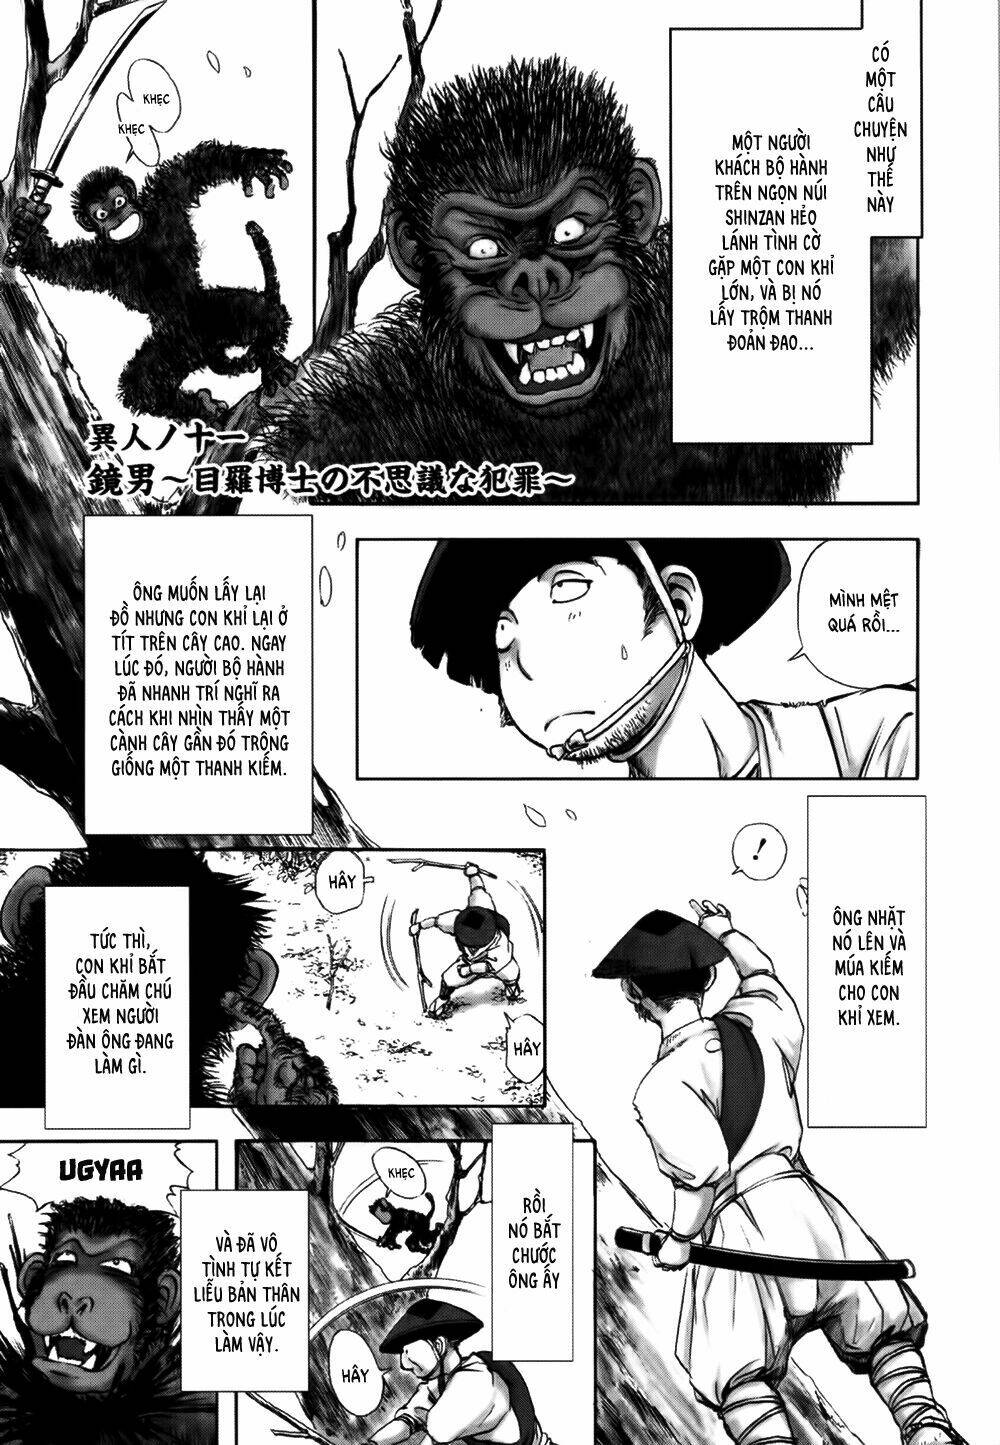 CÓ
MỘT
CÂU
CHUYỆN
NHƯ
THẾ
NÀY
MỘT NGƯỜI
KHÁCH BỘ HÀNH
TRÊN NGỌN NÚI
SHINZAN HẺO
LÁNH TÌNH CỜ
GẶP MỘT CON KHỈ
LỚN, VÀ BỊ NÓ
LẤY TRỘM THANH
ĐOẢN ĐAO...
KHẸC
KHẸC
異人ノ十一
鏡男～目羅博士の不思議な犯罪～
MÌNH MỆT
QUÁ RỒI...
ÔNG MUỐN LẤY LẠI
ĐỒ NHƯNG CON KHỈ LẠI Ở
TÍT TRÊN CÂY CAO. NGAY
LÚC ĐÓ, NGƯỜI BỘ HÀNH
ĐÃ NHANH TRÍ NGHĨ RA
CÁCH KHI NHÌN THẤY MỘT
CÀNH CÂY GẦN ĐÓ TRÔNG
GIỐNG MỘT THANH KIẾM.
!
ÔNG NHẶT
NÓ LÊN VÀ
MÚA KIẾM
CHO CON
KHỈ XEM.
HÂY
HÂY
TỨC THÌ,
CON KHỈ BẮT
ĐẦU CHĂM CHÚ
XEM NGƯỜI
ĐÀN ÔNG ĐANG
LÀM GÌ.
RỒI
NÓ BẮT
CHƯỚC
ÔNG ẤY
KHẸC
HÂY
VÀ ĐÃ VÔ
TÌNH TỰ KẾT
LIỄU BẢN THÂN
TRONG LÚC
LÀM VẬY.
UGYAA